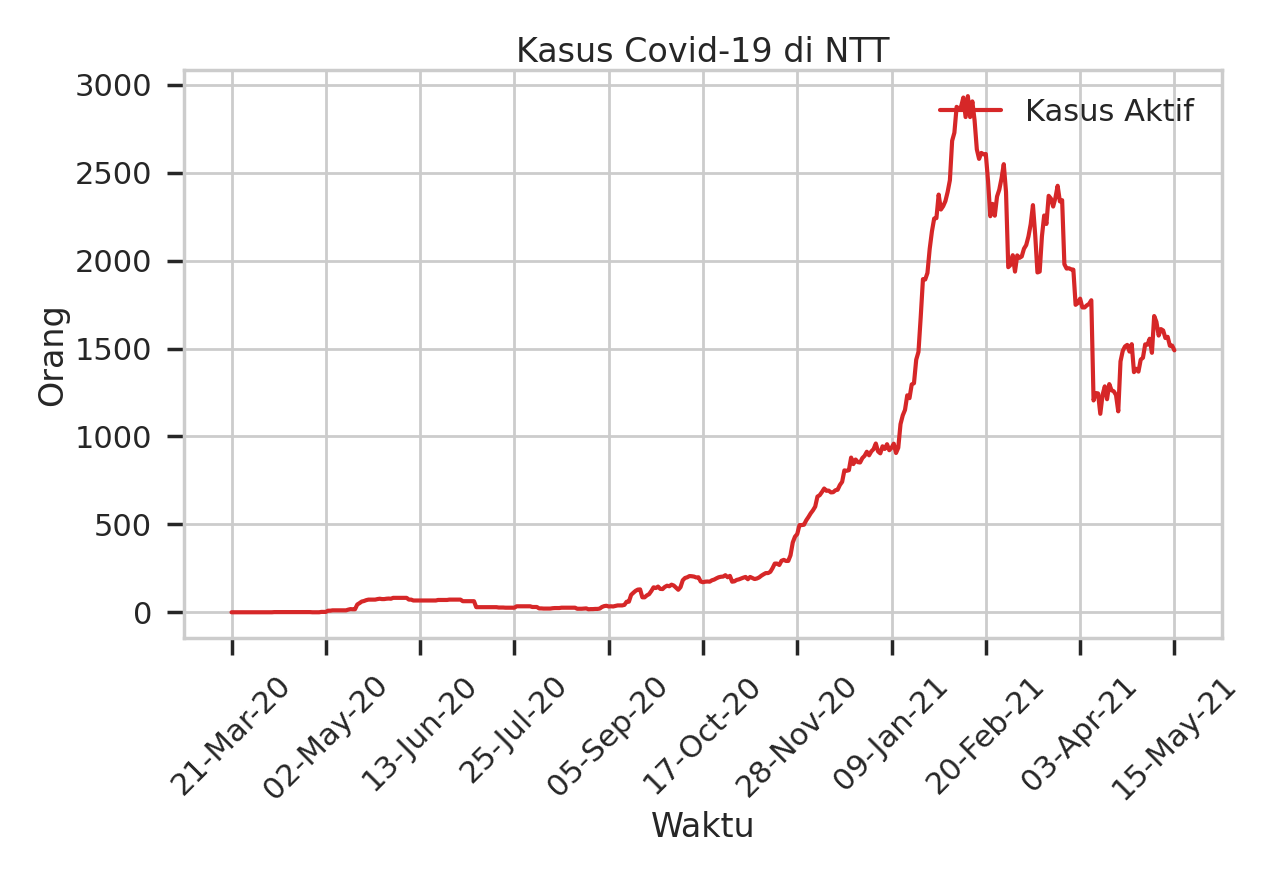 Kasus Covid-19 di NTT
3000
2500
2000
1500
1000
500
0
Orang
Kasus Aktif
21-Mar-20
02-May-20
13-Jun-20
25-Jul-20
05-Sep-20
17-Oct-20
28-Nov-20
09-Jan-21
20-Feb-21
03-Apr-21
15-May-21
Waktu